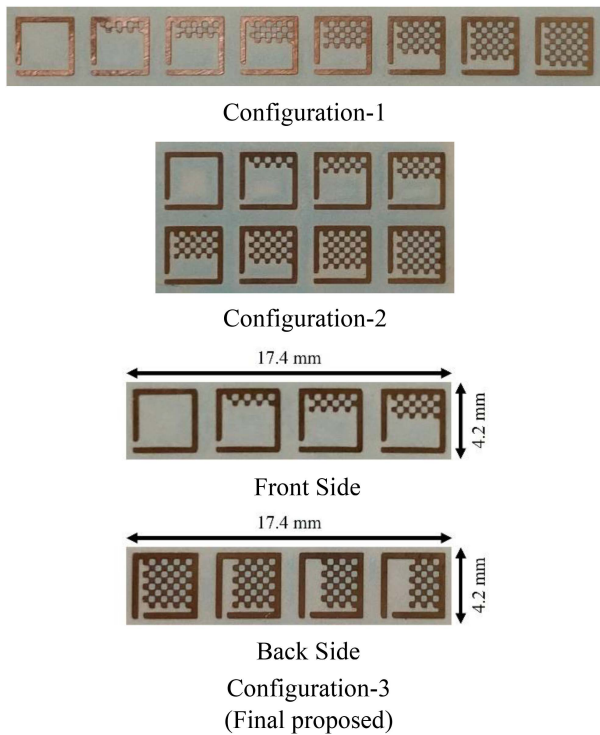 Configuration-1
Configuration-2
17.4 mm
4.2 mm
Front Side
17.4 mm
4.2 mm
Back Side
Configuration-3
(Final proposed)